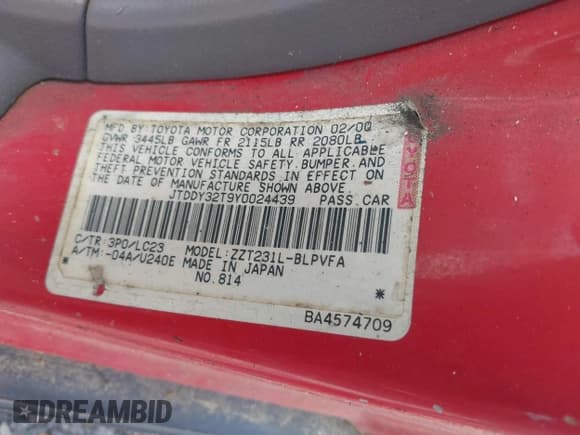 MFD BY TOYOTA MOTOR CORPORATION 02/00
GVWR 3445LB GAWR FR 2115LB RR 2080LB
THIS VEHICLE CONFORMS TO ALL APPLICABLE
FEDERAL MOTOR VEHICLE SAFETY, BUMPER, AND
THEFT PREVENTION STANDARDS IN EFFECT ON
THE DATE OF MANUFACTURE SHOWN ABOVE.
JTDDY32T9Y0024439 PASS.CAR
C/TR:3P0/LC23 MODEL:ZZT231L-BLPVFA
A/TM:-04A/U240E MADE IN JAPAN
NO.814
* *
BA4574709
TOYOTA
DREAMBID